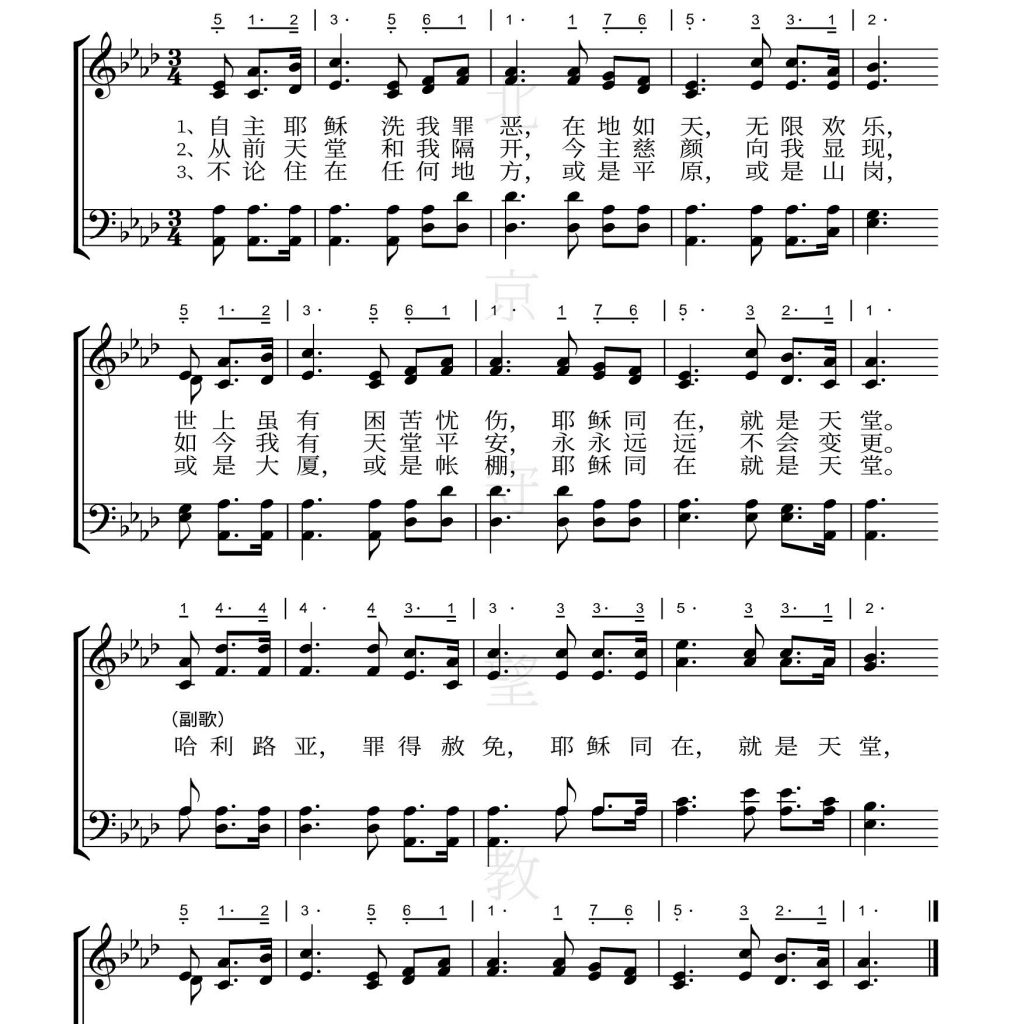 5 1· 2 | 3· 5 6 1 | 1· 1 7 6 | 5· 3 3· 1 | 2·
3 4
1、自 主 耶 稣 洗 我 罪 恶， 在 地 如 天， 无 限 欢 乐，
2、从 前 天 堂 和 我 隔 开， 今 主 慈 颜 向 我 显 现，
3、不 论 住 在 任 何 地 方， 或 是 平 原， 或 是 山 岗，
3 4
5 1· 2 | 3· 5 6 1 | 1· 1 7 6 | 5· 3 2· 1 | 1·
世 上 虽 有 困 苦 忧 伤， 耶 稣 同 在， 就 是 天 堂。
如 今 我 有 天 堂 平 安， 永 永 远 远 不 会 变 更。
或 是 大 厦， 或 是 帐 棚， 耶 稣 同 在 就 是 天 堂。
1 4· 4 | 4· 4 3· 1 | 3· 3 3· 3 | 5· 3 3· 1 | 2·
（副歌）
哈 利 路 亚， 罪 得 赦 免， 耶 稣 同 在， 就 是 天 堂，
5 1· 2 | 3· 5 6 1 | 1· 1 7 6 | 5· 3 2· 1 | 1·
北京守望教